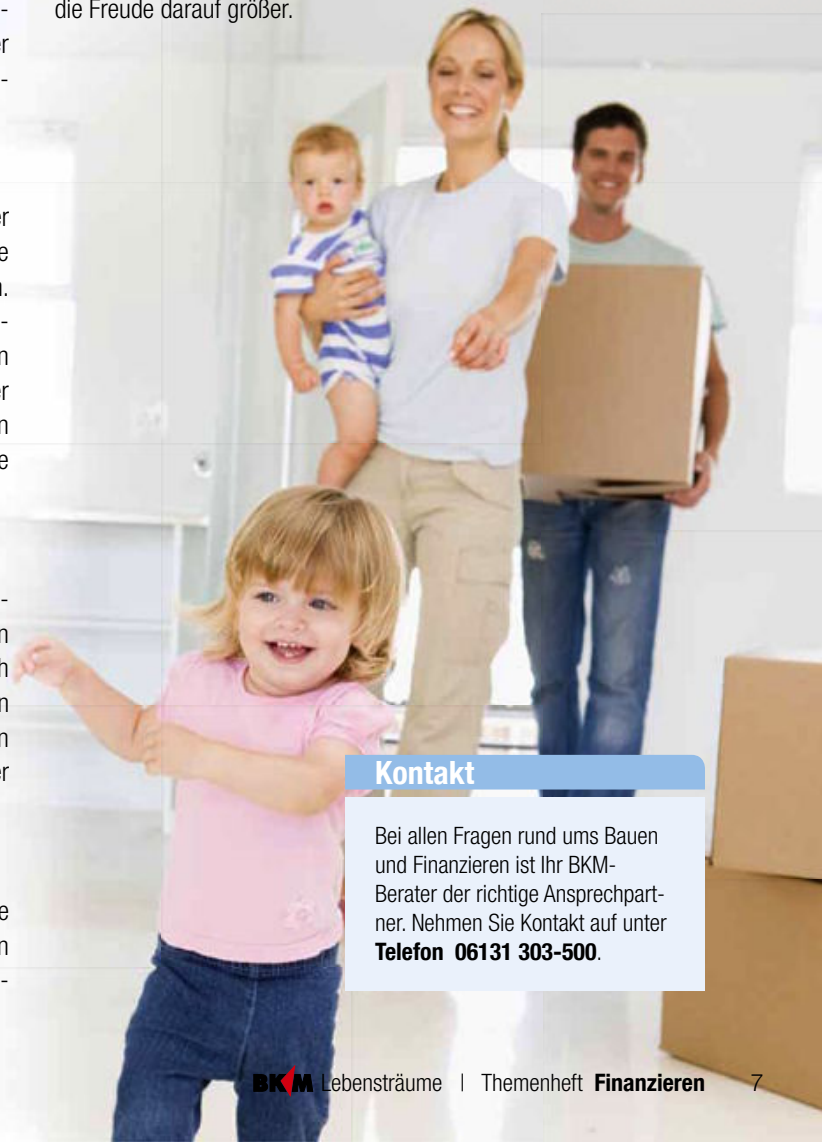 die Freude darauf größer.
Kontakt
Bei allen Fragen rund ums Bauen
und Finanzieren ist Ihr BKM-
Berater der richtige Ansprechpart-
ner. Nehmen Sie Kontakt auf unter
Telefon 06131 303-500.
BKM Lebensträume | Themenheft Finanzieren 7